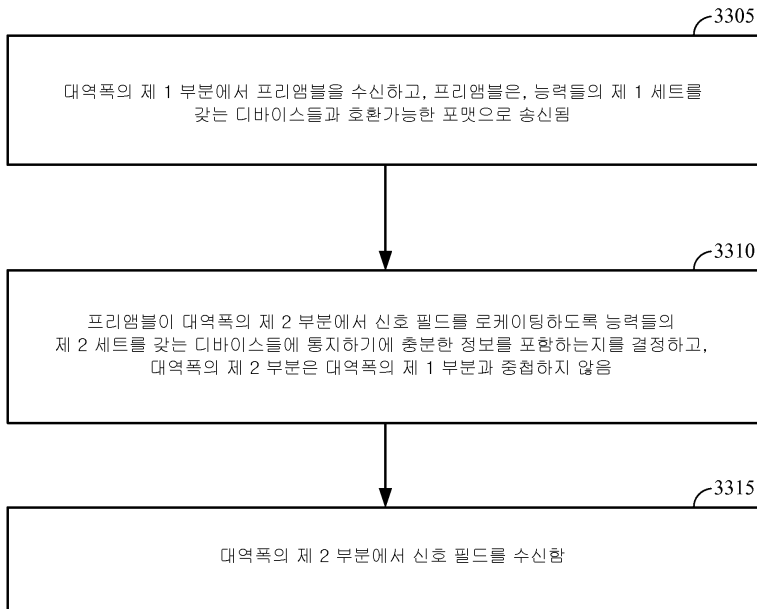 3305
대역폭의 제 1 부분에서 프리앰블을 수신하고, 프리앰블은, 능력들의 제 1 세트를
갖는 디바이스들과 호환가능한 포맷으로 송신됨
3310
프리앰블이 대역폭의 제 2 부분에서 신호 필드를 로케이팅하도록 능력들의
제 2 세트를 갖는 디바이스들에 통지하기에 충분한 정보를 포함하는지를 결정하고,
대역폭의 제 2 부분은 대역폭의 제 1 부분과 중첩하지 않음
3315
대역폭의 제 2 부분에서 신호 필드를 수신함